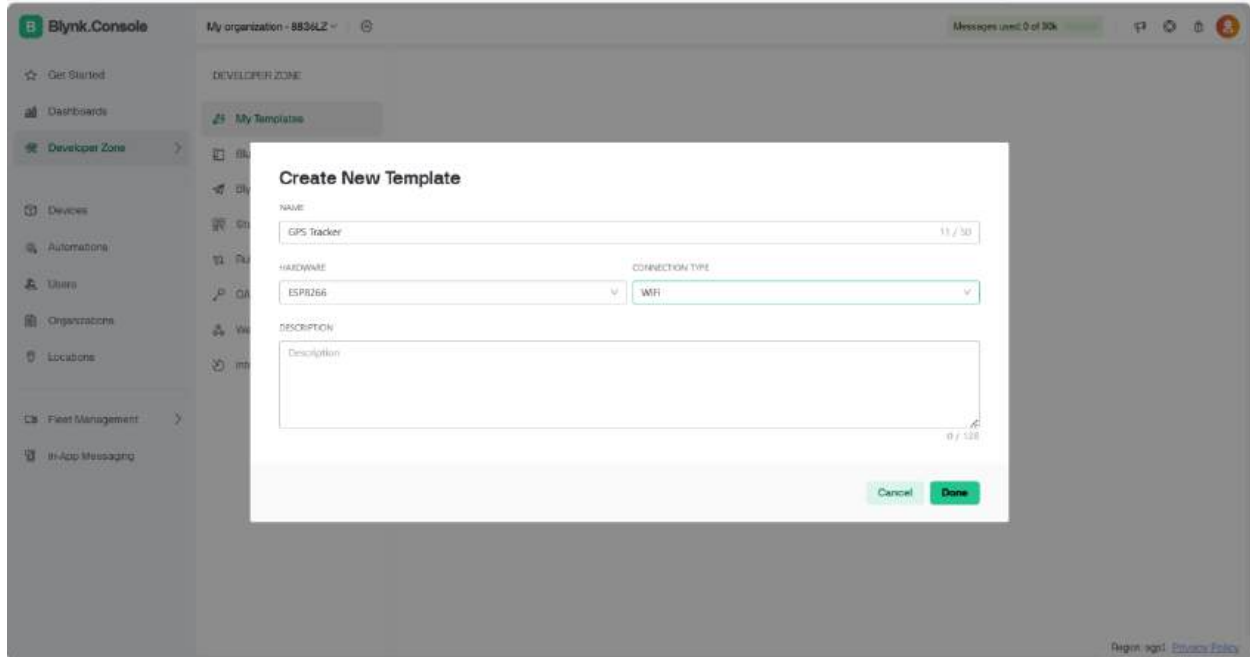 Blynk.Console
My organization - 8836LZ
Messages used: 0 of 30k
Get Started
Dashboards
Developer Zone
Devices
Automations
Users
Organizations
Locations
Fleet Management
In-App Messaging
DEVELOPER ZONE
My Templates
Create New Template
NAME
GPS Tracker
11 / 50
HARDWARE
CONNECTION TYPE
ESP8266
WiFi
DESCRIPTION
Description
0 / 128
Cancel
Done
Region: sgp1 Privacy Policy